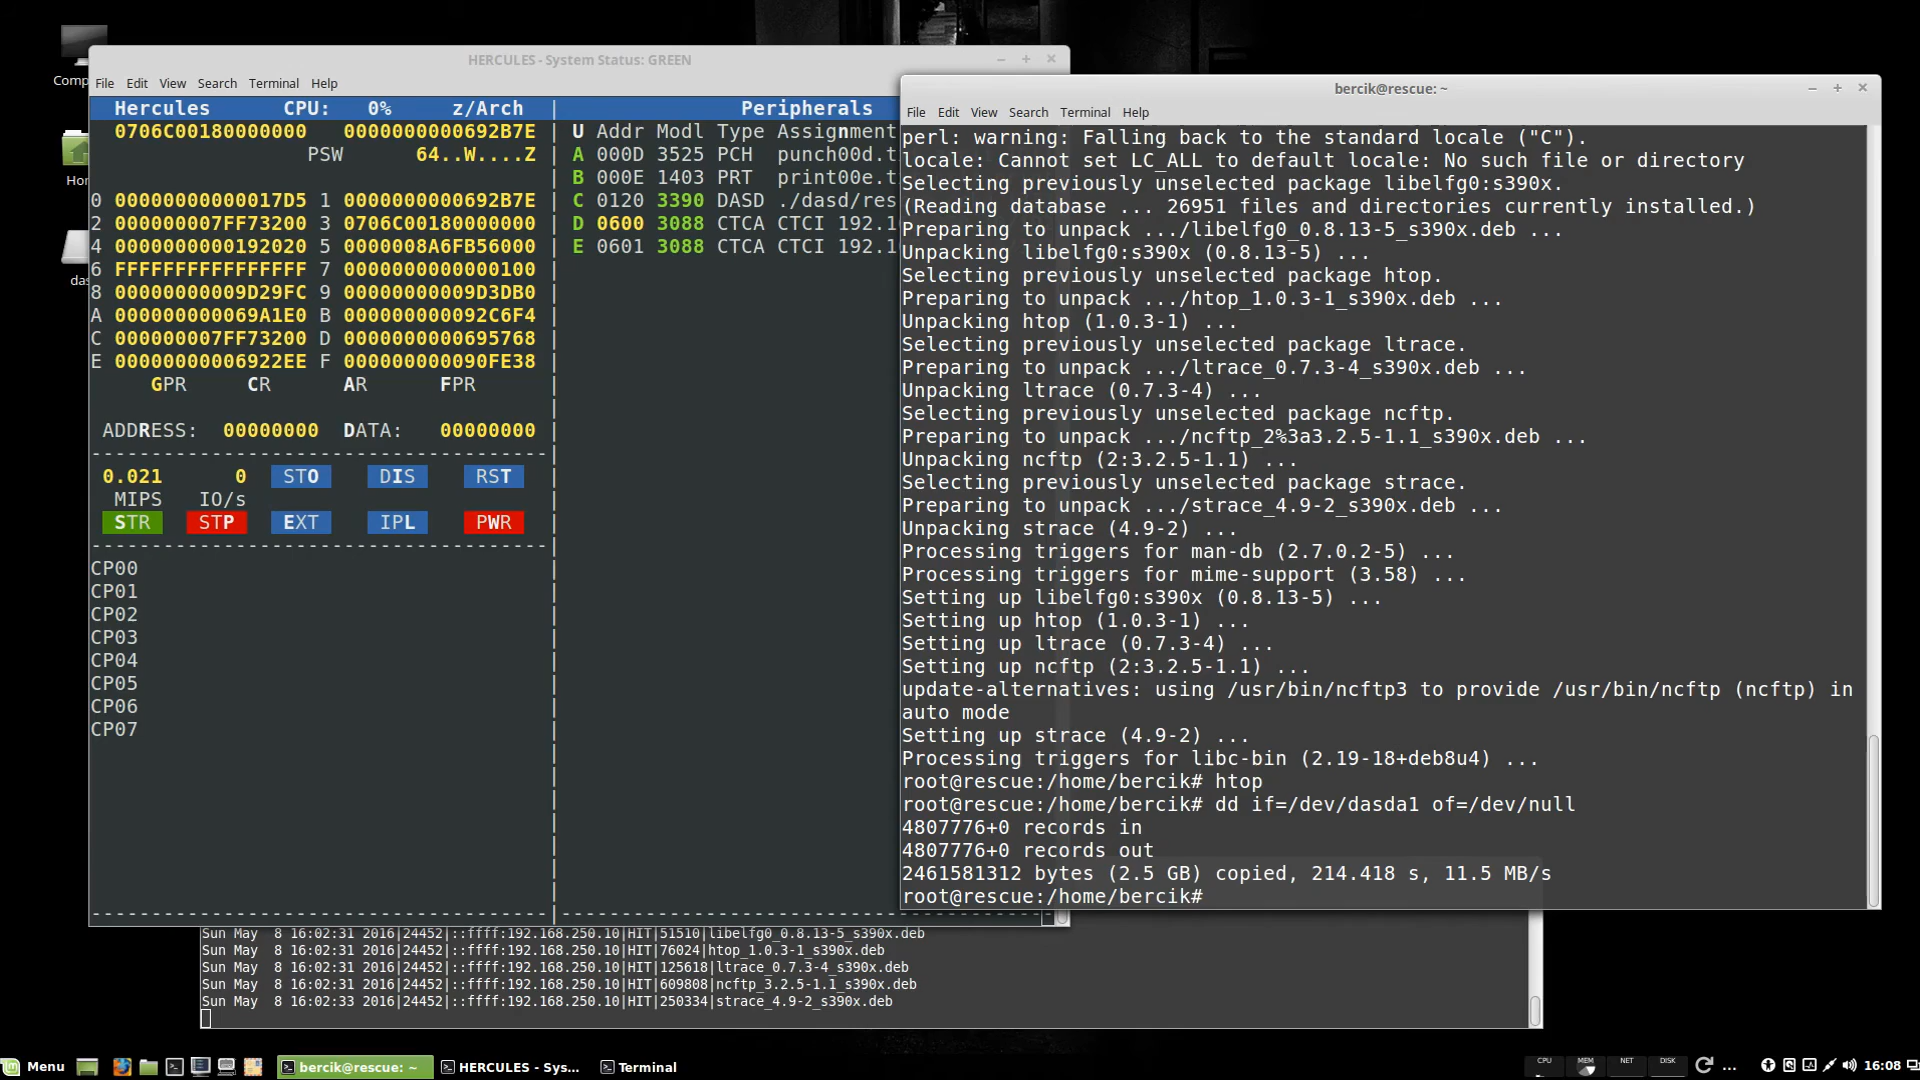 Comp
Hor
das
HERCULES - System Status: GREEN
File Edit View Search Terminal Help
Hercules CPU: 0% z/Arch | Peripherals
0706C00180000000 0000000000692B7E | U Addr Modl Type Assignment
PSW 64..W....Z | A 000D 3525 PCH punch00d.t
| B 000E 1403 PRT print00e.t
0 00000000000017D5 1 0000000000692B7E | C 0120 3390 DASD ./dasd/res
2 000000007FF73200 3 0706C00180000000 | D 0600 3088 CTCA CTCI 192.1
4 0000000000192020 5 0000008A6FB56000 | E 0601 3088 CTCA CTCI 192.1
6 FFFFFFFFFFFFFFFF 7 0000000000000100 |
8 00000000009D29FC 9 00000000009D3DB0 |
A 000000000069A1E0 B 000000000092C6F4 |
C 000000007FF73200 D 0000000000695768 |
E 00000000006922EE F 000000000090FE38 |
GPR CR AR FPR |
ADDRESS: 00000000 DATA: 00000000 |
--------------------------------------
0.021 0 STO DIS RST |
MIPS IO/s |
STR STP EXT IPL PWR |
--------------------------------------
CP00
CP01
CP02
CP03
CP04
CP05
CP06
CP07
bercik@rescue: ~
File Edit View Search Terminal Help
perl: warning: Falling back to the standard locale ("C").
locale: Cannot set LC_ALL to default locale: No such file or directory
Selecting previously unselected package libelfg0:s390x.
(Reading database ... 26951 files and directories currently installed.)
Preparing to unpack .../libelfg0_0.8.13-5_s390x.deb ...
Unpacking libelfg0:s390x (0.8.13-5) ...
Selecting previously unselected package htop.
Preparing to unpack .../htop_1.0.3-1_s390x.deb ...
Unpacking htop (1.0.3-1) ...
Selecting previously unselected package ltrace.
Preparing to unpack .../ltrace_0.7.3-4_s390x.deb ...
Unpacking ltrace (0.7.3-4) ...
Selecting previously unselected package ncftp.
Preparing to unpack .../ncftp_2%3a3.2.5-1.1_s390x.deb ...
Unpacking ncftp (2:3.2.5-1.1) ...
Selecting previously unselected package strace.
Preparing to unpack .../strace_4.9-2_s390x.deb ...
Unpacking strace (4.9-2) ...
Processing triggers for man-db (2.7.0.2-5) ...
Processing triggers for mime-support (3.58) ...
Setting up libelfg0:s390x (0.8.13-5) ...
Setting up htop (1.0.3-1) ...
Setting up ltrace (0.7.3-4) ...
Setting up ncftp (2:3.2.5-1.1) ...
update-alternatives: using /usr/bin/ncftp3 to provide /usr/bin/ncftp (ncftp) in
auto mode
Setting up strace (4.9-2) ...
Processing triggers for libc-bin (2.19-18+deb8u4) ...
root@rescue:/home/bercik# htop
root@rescue:/home/bercik# dd if=/dev/dasda1 of=/dev/null
4807776+0 records in
4807776+0 records out
2461581312 bytes (2.5 GB) copied, 214.418 s, 11.5 MB/s
root@rescue:/home/bercik#
Sun May  8 16:02:31 2016|24452|::ffff:192.168.250.10|HIT|51510|libelfg0_0.8.13-5_s390x.deb
Sun May  8 16:02:31 2016|24452|::ffff:192.168.250.10|HIT|76024|htop_1.0.3-1_s390x.deb
Sun May  8 16:02:31 2016|24452|::ffff:192.168.250.10|HIT|125618|ltrace_0.7.3-4_s390x.deb
Sun May  8 16:02:31 2016|24452|::ffff:192.168.250.10|HIT|609808|ncftp_3.2.5-1.1_s390x.deb
Sun May  8 16:02:33 2016|24452|::ffff:192.168.250.10|HIT|250334|strace_4.9-2_s390x.deb
Menu bercik@rescue: ~ HERCULES - Sys... Terminal CPU MEM NET DISK ... 16:08